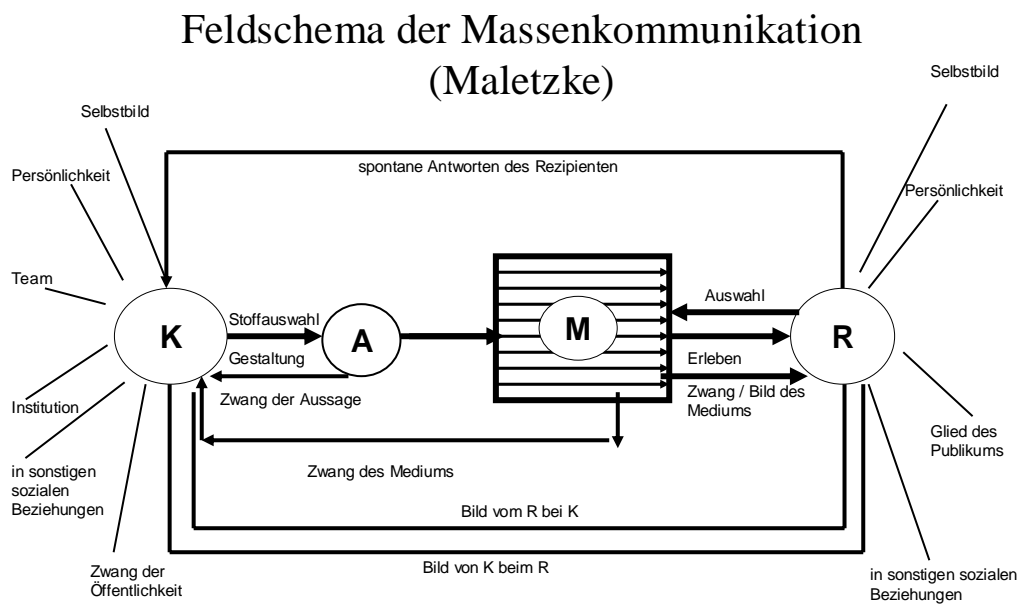 Feldschema der Massenkommunikation
(Maletzke)
Selbstbild
Selbstbild
spontane Antworten des Rezipienten
Persönlichkeit
Persönlichkeit
Team
Auswahl
Stoffauswahl
K
A
M
R
Gestaltung
Erleben
Zwang der Aussage
Zwang / Bild des
Mediums
Institution
Glied des
Publikums
Zwang des Mediums
in sonstigen
sozialen
Beziehungen
Bild vom R bei K
Bild von K beim R
Zwang der
Öffentlichkeit
in sonstigen sozialen
Beziehungen